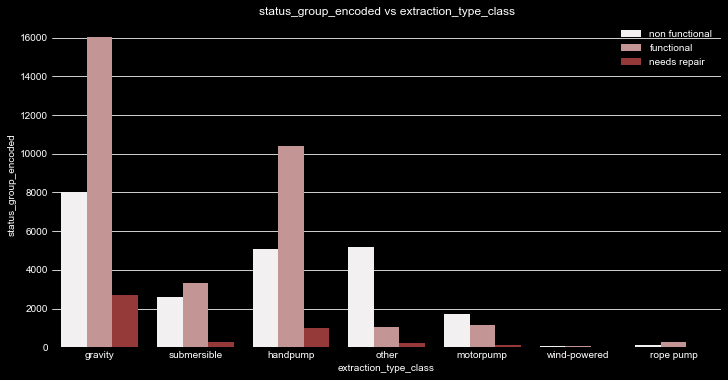 status_group_encoded vs extraction_type_class
non functional
functional
needs repair
status_group_encoded
16000
14000
12000
10000
8000
6000
4000
2000
0
gravity submersible handpump other motorpump wind-powered rope pump
extraction_type_class